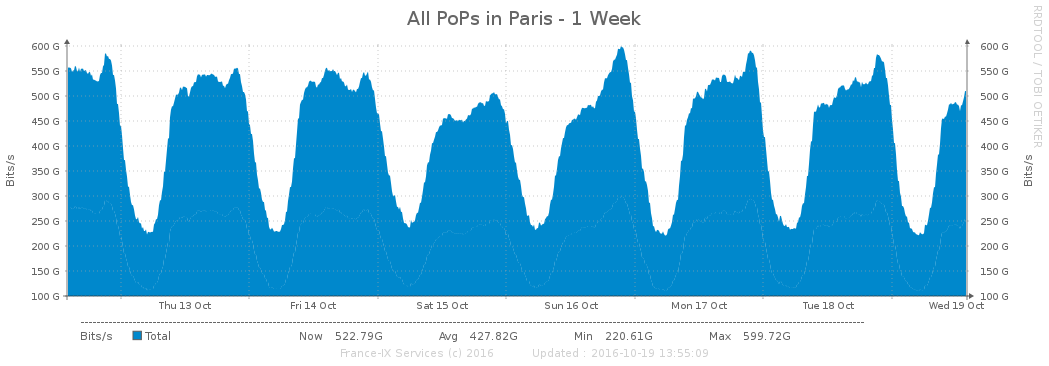 All PoPs in Paris - 1 Week
RRDTOOL / TOBI OETIKER
Bits/s
600 G
550 G
500 G
450 G
400 G
350 G
300 G
250 G
200 G
150 G
100 G
600 G
550 G
500 G
450 G
400 G
350 G
300 G
250 G
200 G
150 G
100 G
Bits/s
Thu 13 Oct Fri 14 Oct Sat 15 Oct Sun 16 Oct Mon 17 Oct Tue 18 Oct Wed 19 Oct
Bits/s Total Now 522.79G Avg 427.82G Min 220.61G Max 599.72G
France-IX Services (c) 2016 Updated : 2016-10-19 13:55:09